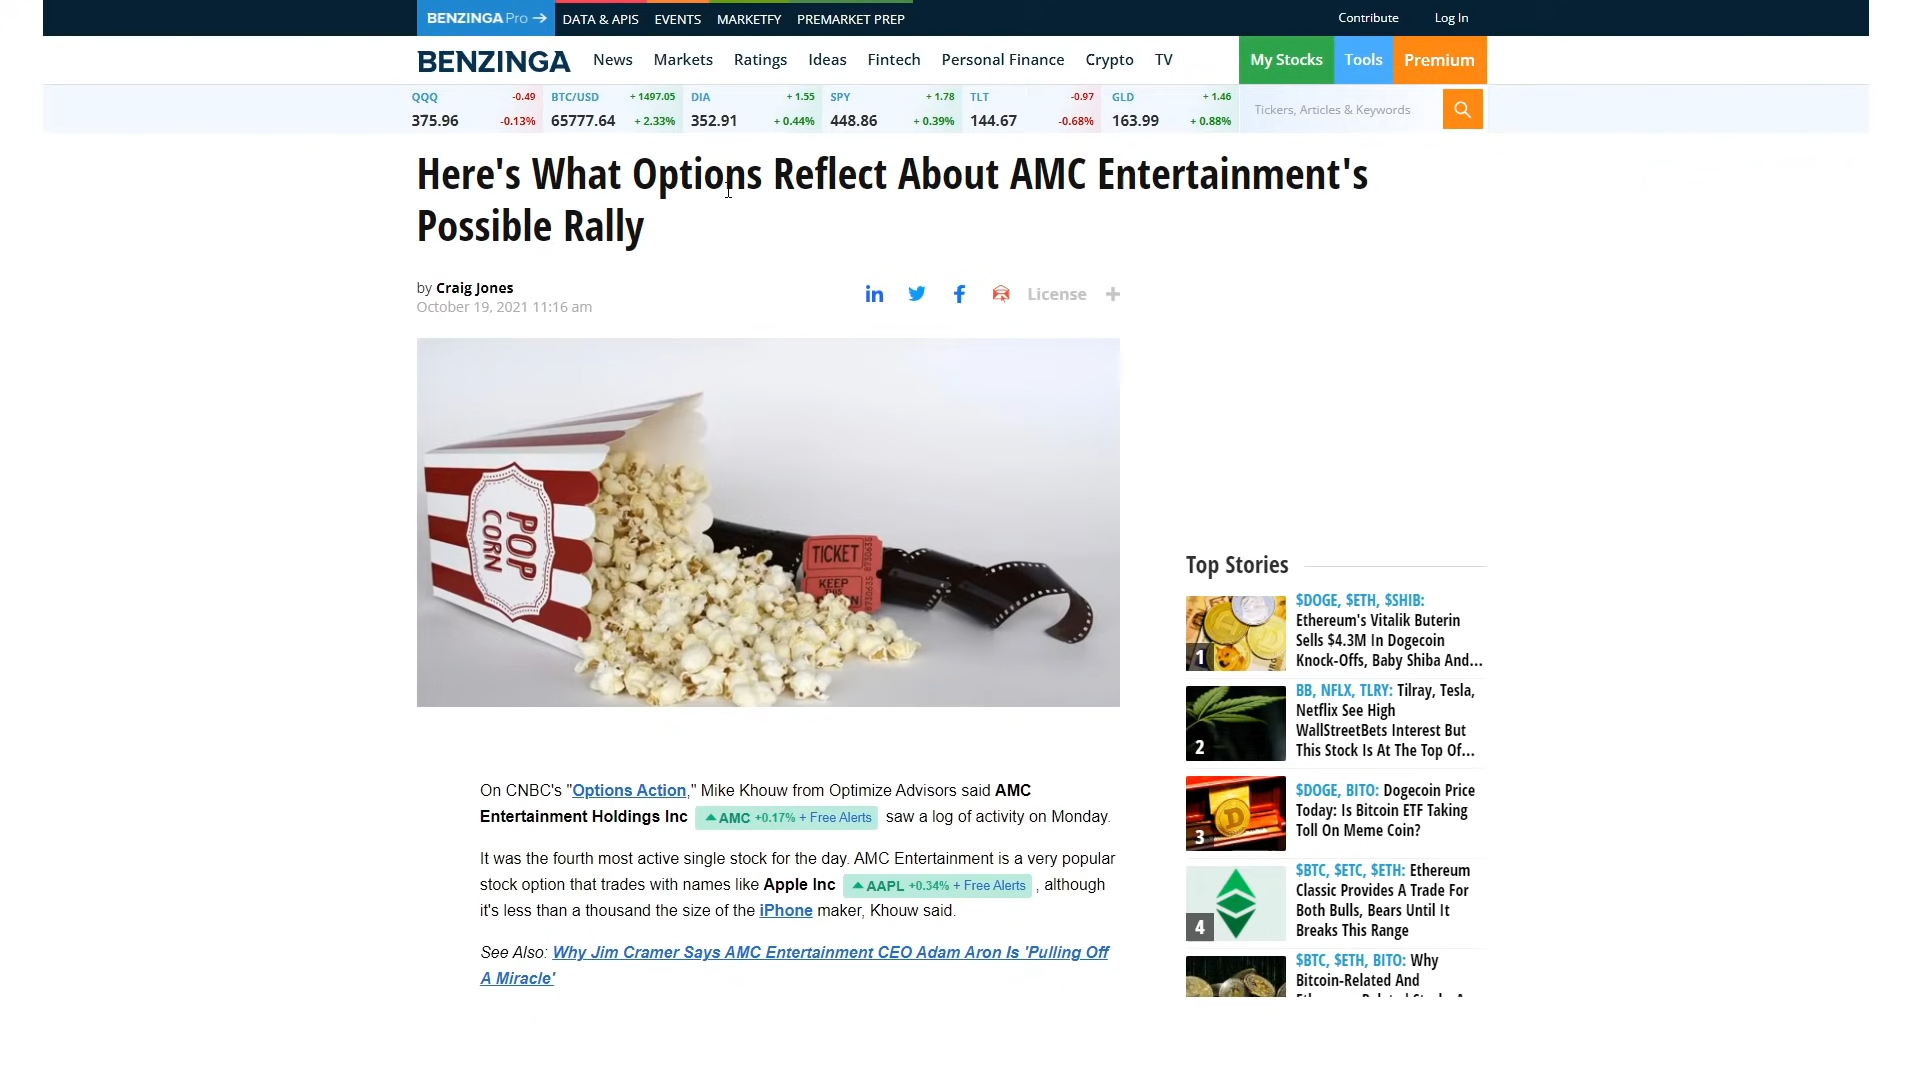 BENZINGA Pro → DATA & APIS EVENTS MARKETFY PREMARKET PREP Contribute Log In
BENZINGA News Markets Ratings Ideas Fintech Personal Finance Crypto TV My Stocks Tools Premium
QQQ -0.49 BTC/USD + 1497.05 DIA + 1.55 SPY + 1.78 TLT -0.97 GLD + 1.46
375.96 -0.13% 65777.64 + 2.33% 352.91 + 0.44% 448.86 + 0.39% 144.67 -0.68% 163.99 + 0.88%
Tickers, Articles & Keywords
Here's What Options Reflect About AMC Entertainment's
Possible Rally
by Craig Jones
October 19, 2021 11:16 am
License +
POP
CORN
TICKET
KEEP
THIS
873063S
873063S
On CNBC's "Options Action," Mike Khouw from Optimize Advisors said AMC
Entertainment Holdings Inc AMC +0.17% + Free Alerts saw a log of activity on Monday.
It was the fourth most active single stock for the day. AMC Entertainment is a very popular
stock option that trades with names like Apple Inc AAPL +0.34% + Free Alerts , although
it's less than a thousand the size of the iPhone maker, Khouw said.
See Also: Why Jim Cramer Says AMC Entertainment CEO Adam Aron Is 'Pulling Off
A Miracle'
Top Stories
1
$DOGE, $ETH, $SHIB:
Ethereum's Vitalik Buterin
Sells $4.3M In Dogecoin
Knock-Offs, Baby Shiba And...
2
BB, NFLX, TLRY: Tilray, Tesla,
Netflix See High
WallStreetBets Interest But
This Stock Is At The Top Of...
3
$DOGE, BITO: Dogecoin Price
Today: Is Bitcoin ETF Taking
Toll On Meme Coin?
4
$BTC, $ETC, $ETH: Ethereum
Classic Provides A Trade For
Both Bulls, Bears Until It
Breaks This Range
$BTC, $ETH, BITO: Why
Bitcoin-Related And